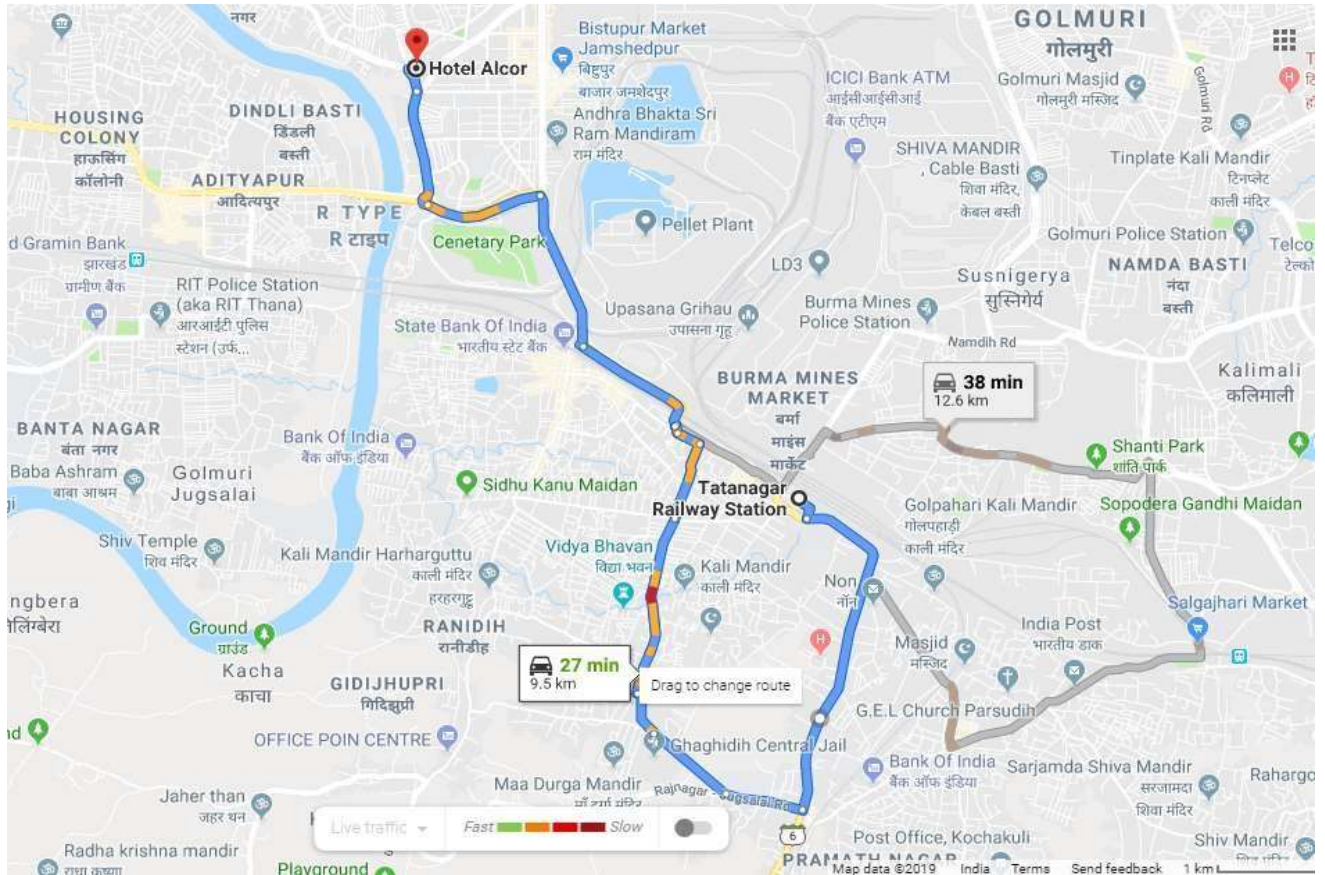 नगर
Hotel Alcor
Bistupur Market
Jamshedpur
बिष्टुपुर
बाजार जमशेदपुर
GOLMURI
गोलमुरी
Golmuri Masjid
गोलमुरी मस्जिद
Golmuri Rd
ICICI Bank ATM
आईसीआईसीआई
बैंक एटीएम
HOUSING
COLONY
हाऊसिंग
कॉलोनी
DINDLI BASTI
डिंडली
बस्ती
Andhra Bhakta Sri
Ram Mandiram
राम मंदिर
SHIVA MANDIR
, Cable Basti
शिवा मंदिर,
केबल बस्ती
Tinplate Kali Mandir
टिनप्लेट
काली मंदिर
ADITYAPUR
आदित्यपुर
R TYPE
R टाइप
Cenetary Park
Pellet Plant
Golmuri Police Station
Telco
d Gramin Bank
झारखंड
ग्रामीण बैंक
LD3
NAMDA BASTI
नंदा
बस्ती
Susnigerya
सुस्निगेर्य
RIT Police Station
(aka RIT Thana)
आरआईटी पुलिस
स्टेशन (उर्फ...
Upasana Grihau
उपासना गृह
Burma Mines
Police Station
State Bank Of India
भारतीय स्टेट बैंक
Namdih Rd
Kalimali
कलिमाली
BURMA MINES
MARKET
बर्मा
माइंस
मार्केट
38 min
12.6 km
BANTA NAGAR
बंता नगर
Bank Of India
बैंक ऑफ इंडिया
Shanti Park
शांति पार्क
Baba Ashram
बाबा आश्रम
Golmuri
Jugsalai
Sidhu Kanu Maidan
Tatanagar
Railway Station
Golpahari Kali Mandir
गोलपहाड़ी
काली मंदिर
Sopodera Gandhi Maidan
Shiv Temple
शिव मंदिर
Kali Mandir Harharguttu
काली मंदिर
हरहरगुट्टू
Vidya Bhavan
विद्या भवन
Kali Mandir
काली मंदिर
Non
नॉन
ngbera
Salgajhari Market
Ground
ग्राउंड
RANIDIH
रानीडीह
Masjid
मस्जिद
India Post
भारतीय डाक
Kacha
काचा
GIDIJHUPRI
गिदिझुप्री
27 min
9.5 km
Drag to change route
G.E.L Church Parsudih
OFFICE POIN CENTRE
Ghaghidih Central Jail
Bank Of India
बैंक ऑफ इंडिया
Maa Durga Mandir
Sarjamda Shiva Mandir
सरजामदा
शिवा मंदिर
Rahargo
Jaher than
जहर थन
Live traffic
Fast
Slow
6
Post Office, Kochakuli
Shiv Mandir
Radha krishna mandir
राधा कृष्णा
Playground
PRAMATH NAGAR
Map data ©2019 India Terms Send feedback 1 km